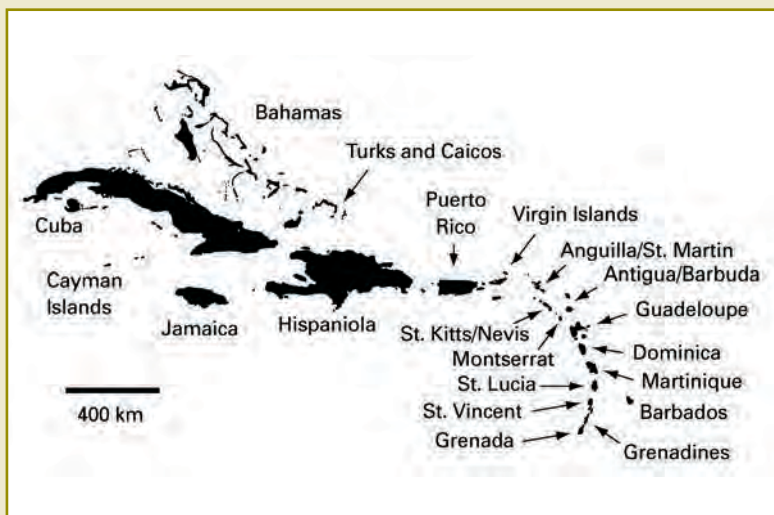 Bahamas
Turks and Caicos
Puerto
Rico
Virgin Islands
Anguilla/St. Martin
Antigua/Barbuda
Cuba
Cayman
Islands
Jamaica
Hispaniola
Guadeloupe
St. Kitts/Nevis
Montserrat
Dominica
St. Lucia
Martinique
400 km
St. Vincent
Barbados
Grenada
Grenadines